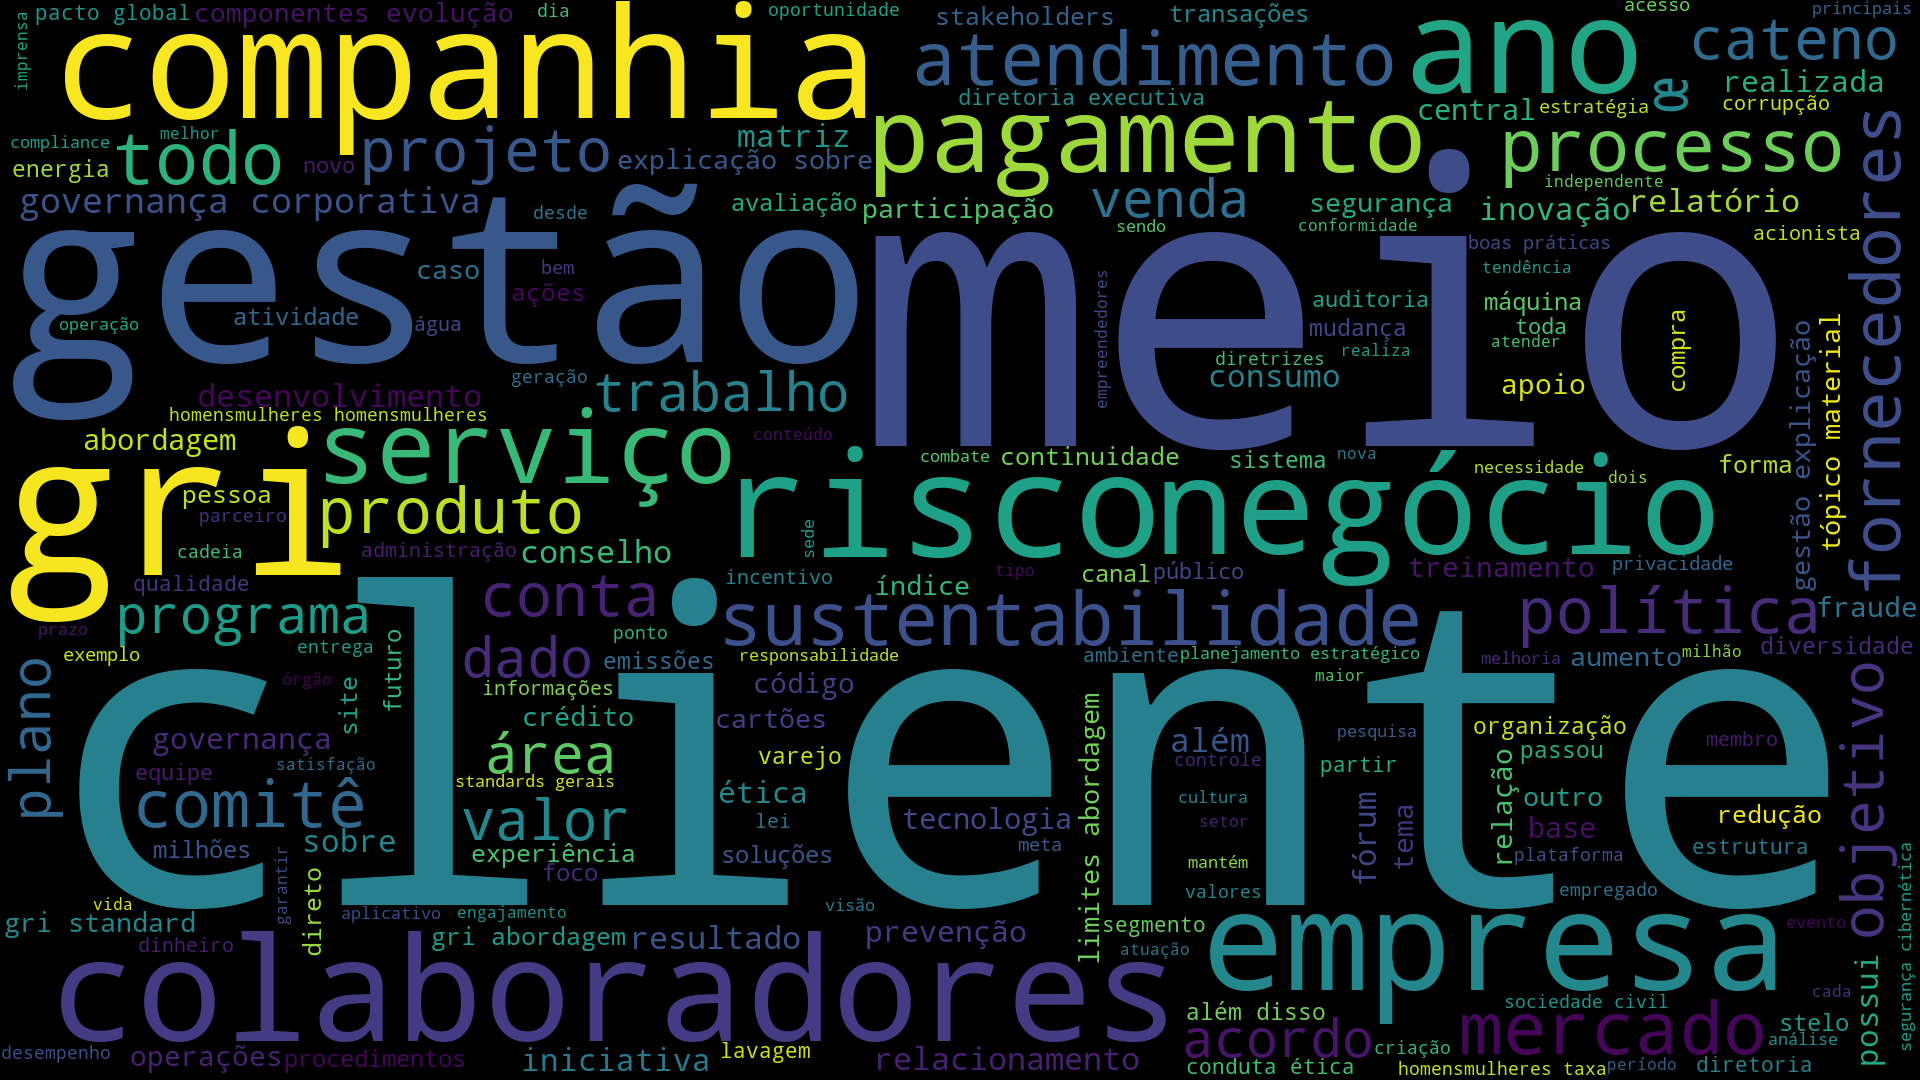 imprensa
pacto global
componentes evolução
dia
oportunidade
stakeholders
transações
acesso
principais
companhia
atendimento
ano
cateno
œ
realizada
diretoria executiva
central
estratégia
corrupção
compliance
melhor
todo
projeto
matriz
pagamento
processo
fornecedores
energia
novo
explicação sobre
independente
governança corporativa
desde
avaliação
participação
venda
segurança
inovação
relatório
sendo
conformidade
gestão
meio
boas práticas
acionista
caso
bem
ações
empreendedores
tendência
operação
atividade
água
auditoria
máquina
mudança
toda
compra
realiza
atender
diretrizes
consumo
apoio
gestão explicação
tópico material
desenvolvimento
geração
trabalho
homensmulheres homensmulheres
abordagem
serviço
conteúdo
combate
continuidade
sistema
nova
necessidade
dois
forma
gri
pessoa
produto
risco
negócio
parceiro
sede
cadeia
administração
conselho
qualidade
incentivo
tipo
canal
público
treinamento
privacidade
índice
conta
programa
sustentabilidade
política
fraude
prazo
ponto
exemplo
entrega
futuro
dado
emissões
responsabilidade
ambiente
planejamento estratégico
melhoria
aumento
milhão
diversidade
cliente
órgão
informações
código
maior
plano
site
crédito
cartões
limites abordagem
organização
objetivo
governança
área
varejo
além
pesquisa
passou
membro
equipe
satisfação
standards gerais
controle
partir
relação
comitê
valor
ética
cultura
outro
redução
milhões
sobre
lei
tecnologia
setor
fórum
tema
base
experiência
soluções
meta
mantém
plataforma
estrutura
foco
garantir
valores
empregado
vida
direto
aplicativo
engajamento
visão
segurança cibernética
gri standard
gri abordagem
resultado
prevenção
segmento
empresa
evento
dinheiro
atuação
colaboradores
possui
cada
sociedade civil
além disso
acordo
mercado
stelo
desempenho
operações
procedimentos
iniciativa
lavagem
relacionamento
criação
análise
conduta ética
homensmulheres taxa
período
diretoria